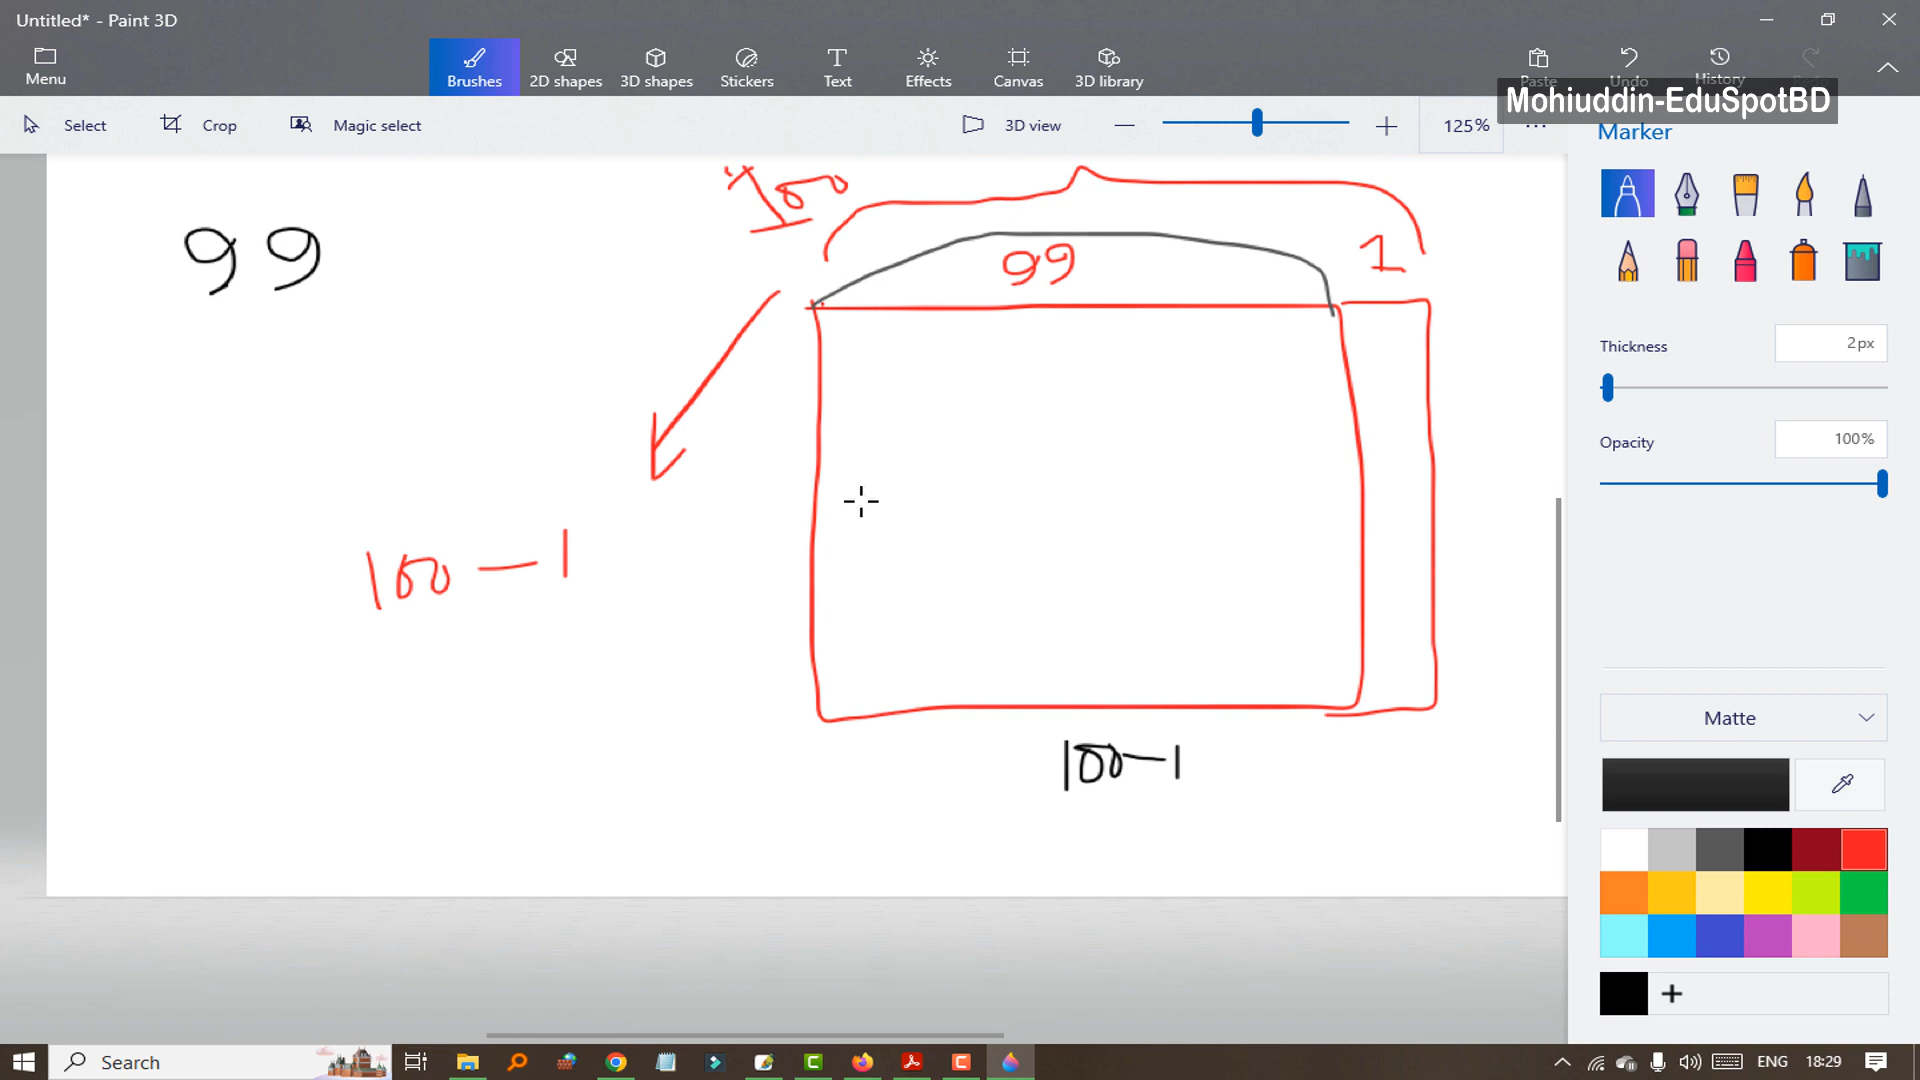 Untitled* - Paint 3D
Menu
Brushes
2D shapes
3D shapes
Stickers
Text
Effects
Canvas
3D library
Paste
Undo
History
Redo
Mohiuddin-EduSpotBD
Select
Crop
Magic select
3D view
125%
Marker
Thickness
2px
Opacity
100%
Matte
100
99
99
1
100-1
100-1
Search
ENG
18:29